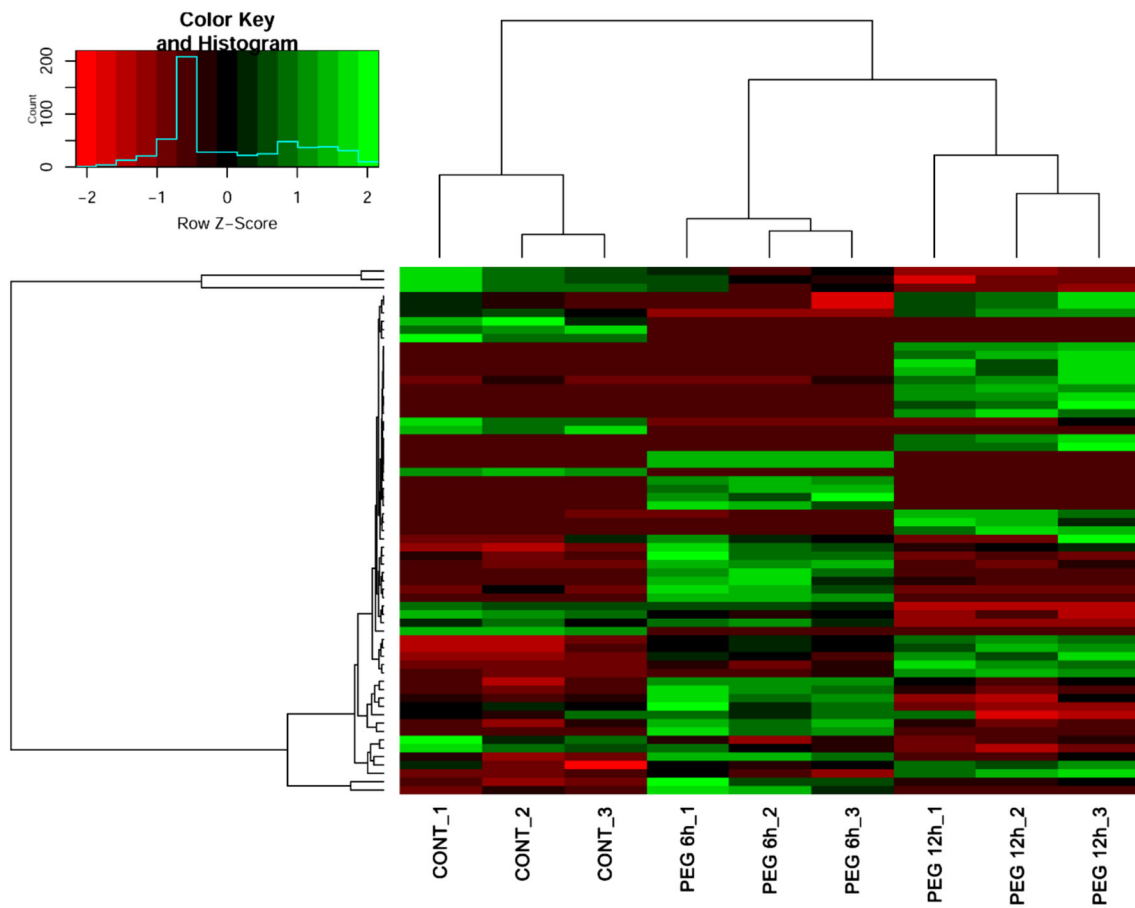 Color Key
and Histogram
Count
0
100
200
-2
-1
0
1
2
Row Z-Score
CONT_1
CONT_2
CONT_3
PEG 6h_1
PEG 6h_2
PEG 6h_3
PEG 12h_1
PEG 12h_2
PEG 12h_3